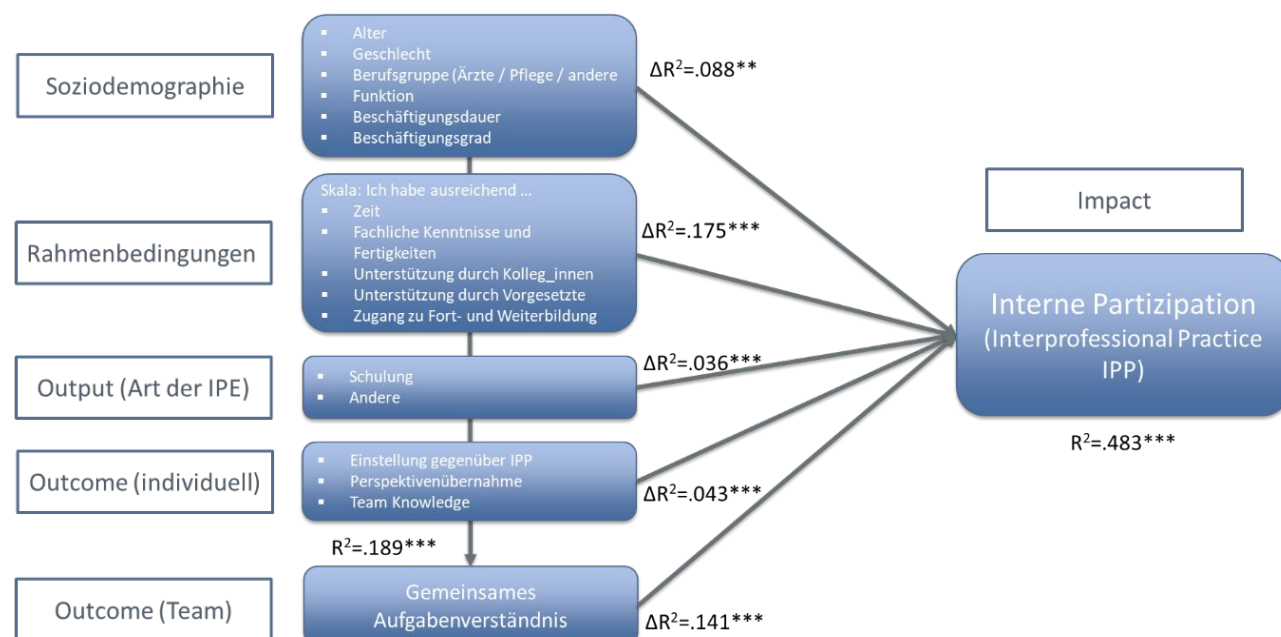 Soziodemographie
▪ Alter
▪ Geschlecht
▪ Berufsgruppe (Ärzte / Pflege / andere
▪ Funktion
▪ Beschäftigungsdauer
▪ Beschäftigungsgrad
ΔR²=.088**
Rahmenbedingungen
Skala: Ich habe ausreichend ...
▪ Zeit
▪ Fachliche Kenntnisse und
Fertigkeiten
▪ Unterstützung durch Kolleg_innen
▪ Unterstützung durch Vorgesetzte
▪ Zugang zu Fort- und Weiterbildung
ΔR²=.175***
Impact
Interne Partizipation
(Interprofessional Practice
IPP)
R²=.483***
Output (Art der IPE)
▪ Schulung
▪ Andere
ΔR²=.036***
Outcome (individuell)
▪ Einstellung gegenüber IPP
▪ Perspektivenübernahme
▪ Team Knowledge
ΔR²=.043***
R²=.189***
Outcome (Team)
Gemeinsames
Aufgabenverständnis
ΔR²=.141***